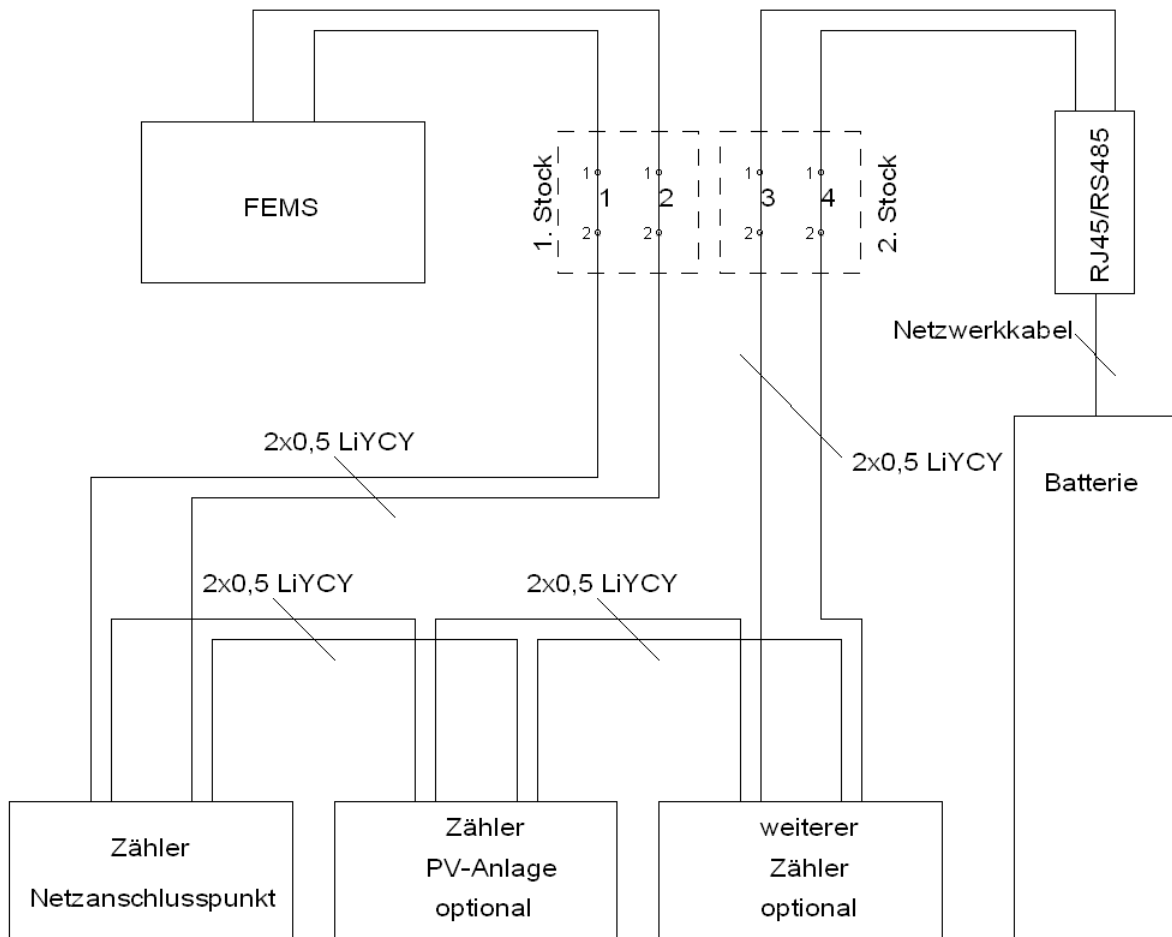 FEMS
1. Stock
1
1
1
2
2
2
1
1
3
4
2
2
2. Stock
RJ45/RS485
Netzwerkkabel
2x0,5 LiYCY
2x0,5 LiYCY
Batterie
2x0,5 LiYCY
2x0,5 LiYCY
Zähler
Netzanschlusspunkt
Zähler
PV-Anlage
optional
weiterer
Zähler
optional